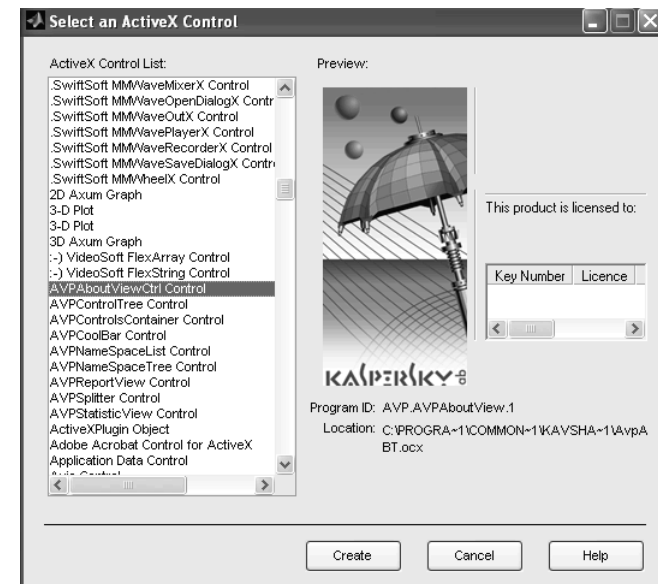 Select an ActiveX Control
ActiveX Control List:
.SwiftSoft MMWaveMixerX Control
.SwiftSoft MMWaveOpenDialogX Contr
.SwiftSoft MMWaveOutX Control
.SwiftSoft MMWavePlayerX Control
.SwiftSoft MMWaveRecorderX Control
.SwiftSoft MMWaveSaveDialogX Contr
.SwiftSoft MMWheelX Control
2D Axum Graph
3-D Plot
3-D Plot
3D Axum Graph
:-) VideoSoft FlexArray Control
:-) VideoSoft FlexString Control
AVPAboutViewCtrl Control
AVPControlTree Control
AVPControlsContainer Control
AVPCoolBar Control
AVPNameSpaceList Control
AVPNameSpaceTree Control
AVPReportView Control
AVPSplitter Control
AVPStatisticView Control
ActiveXPlugin Object
Adobe Acrobat Control for ActiveX
Application Data Control
Preview:
KASPERSKY
This product is licensed to:
Key Number Licence
Program ID: AVP.AVPAboutView.1
Location: C:\PROGRA~1\COMMON~1\KAVSHA~1\AvpA
BT.ocx
Create Cancel Help